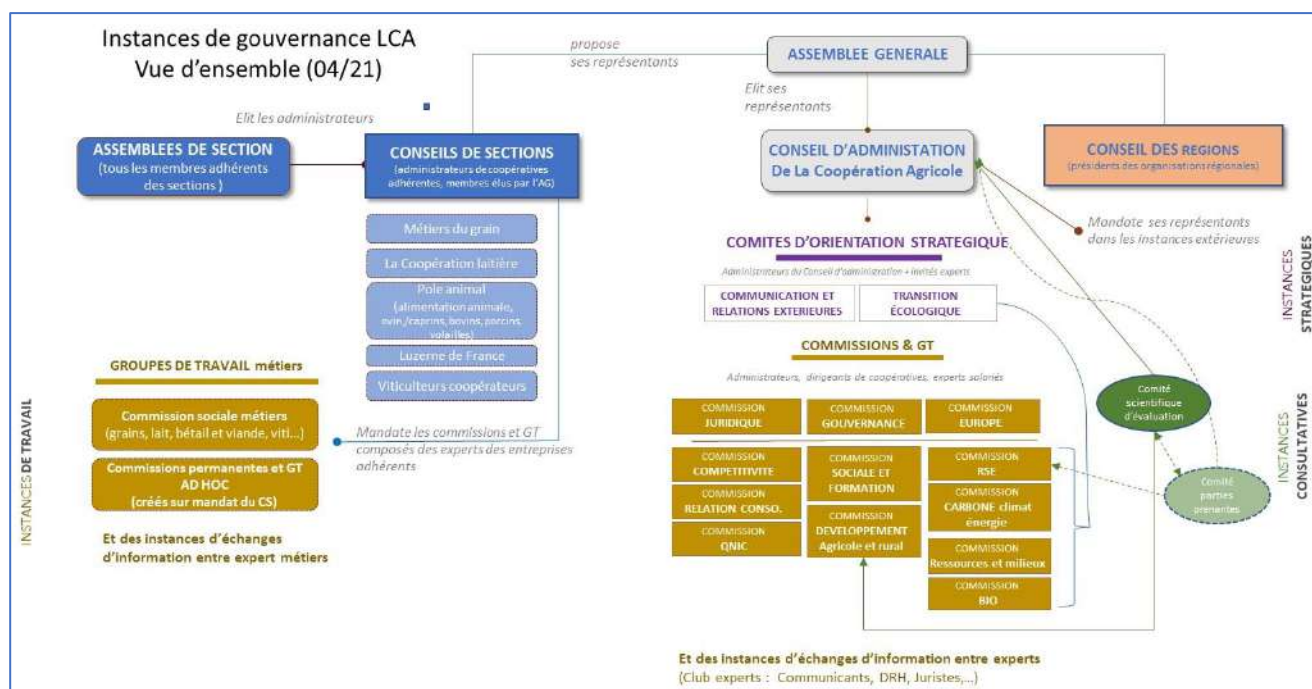 Instances de gouvernance LCA
Vue d'ensemble (04/21)
propose
ses représentants
ASSEMBLEE GENERALE
Elit ses
représentants
Elit les administrateurs
ASSEMBLEES DE SECTION
(tous les membres adhérents
des sections )
CONSEILS DE SECTIONS
(administrateurs de coopératives
adhérentes, membres élus par l'AG)
CONSEIL D'ADMINISTATION
De La Coopération Agricole
CONSEIL DES REGIONS
(présidents des organisations régionales)
Métiers du grain
La Coopération laitière
Pole animal
(alimentation animale,
ovin,/caprins, bovins, porcins,
volailles)
Luzerne de France
Viticulteurs coopérateurs
Mandate ses représentants
dans les instances extérieures
COMITES D'ORIENTATION STRATEGIQUE
Administrateurs du Conseil d'administration + invités experts
COMMUNICATION ET
RELATIONS EXTERIEURES
TRANSITION
ÉCOLOGIQUE
INSTANCES
STRATEGIQUES
GROUPES DE TRAVAIL métiers
Commission sociale métiers
(grains, lait, bétail et viande, viti...)
Commissions permanentes et GT
AD HOC
(créés sur mandat du CS)
Mandate les commissions et GT
composés des experts des entreprises
adhérents
Et des instances d'échanges
d'information entre expert métiers
INSTANCES DE TRAVAIL
COMMISSIONS & GT
Administrateurs, dirigeants de coopératives, experts salariés
COMMISSION
JURIDIQUE
COMMISSION
GOUVERNANCE
COMMISSION
EUROPE
COMMISSION
COMPETITIVITE
COMMISSION
SOCIALE ET
FORMATION
COMMISSION
RSE
COMMISSION
RELATION CONSO.
COMMISSION
CARBONE climat
énergie
COMMISSION
QNIC
COMMISSION
DEVELOPPEMENT
Agricole et rural
COMMISSION
Ressources et milieux
COMMISSION
BIO
Comité
scientifique
d'évaluation
Comité
parties
prenantes
INSTANCES
CONSULTATIVES
Et des instances d'échanges d'information entre experts
(Club experts : Communicants, DRH, Juristes,...)